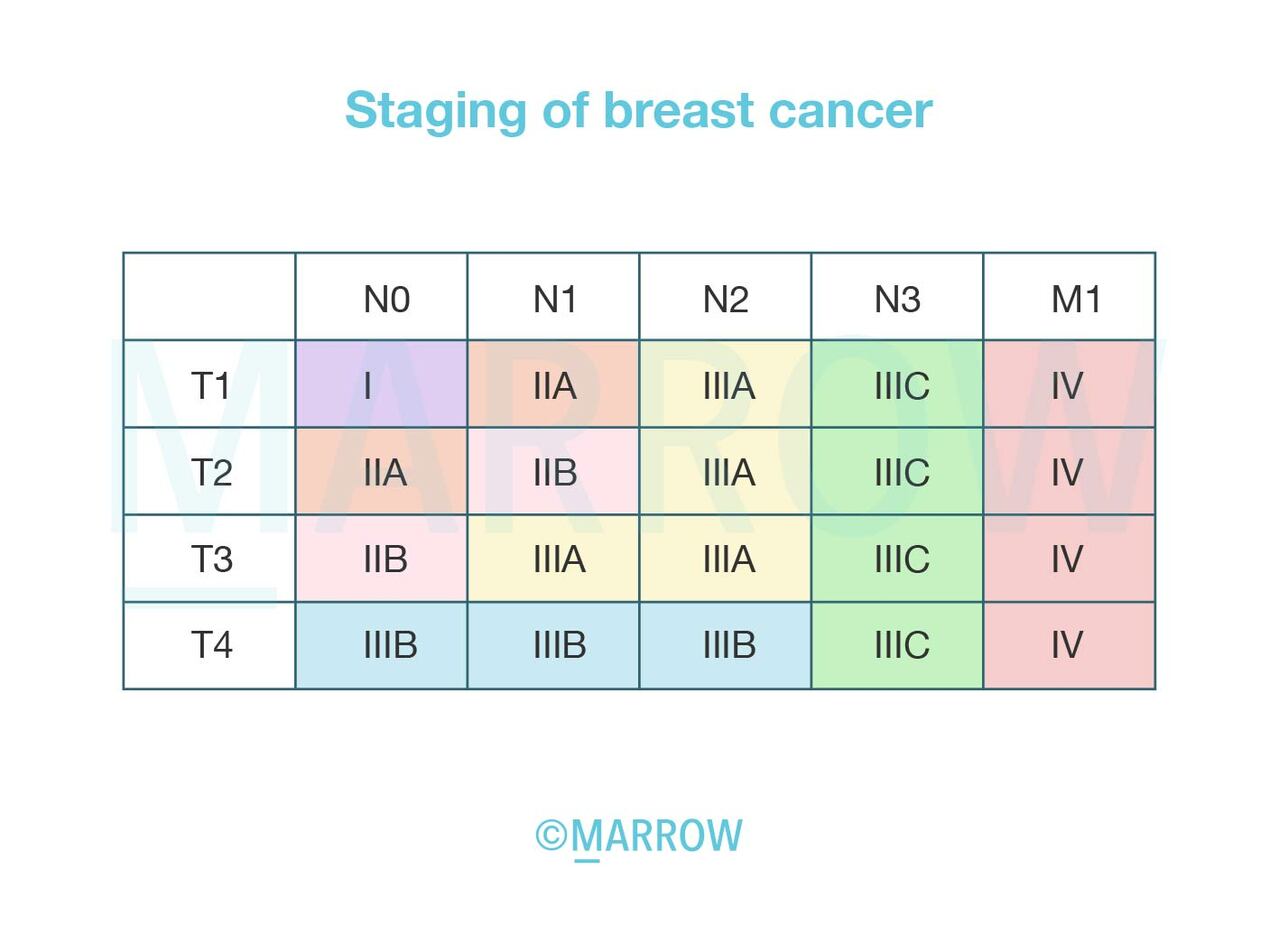 Staging of breast cancer
N0 N1 N2 N3 M1
T1 I IIA IIIA IIIC IV
T2 IIA IIB IIIA IIIC IV
T3 IIB IIIA IIIA IIIC IV
T4 IIIB IIIB IIIB IIIC IV
MARROW
©MARROW